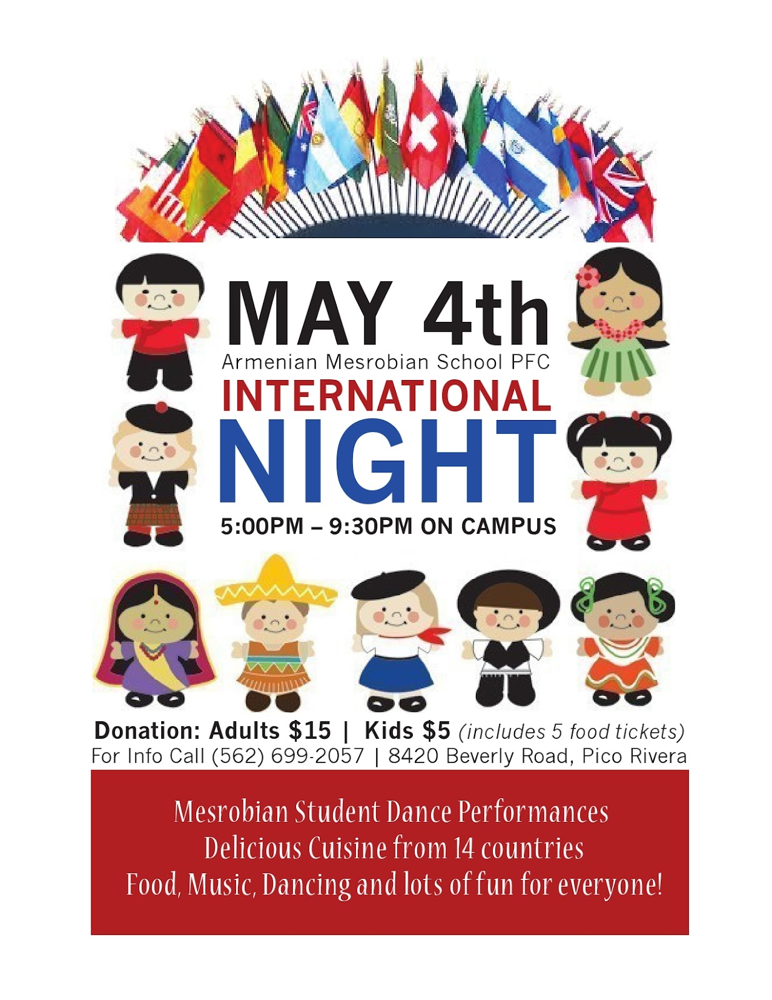 MAY 4th
Armenian Mesrobian School PFC
INTERNATIONAL
NIGHT
5:00PM – 9:30PM ON CAMPUS
Donation: Adults $15 | Kids $5 (includes 5 food tickets)
For Info Call (562) 699-2057 | 8420 Beverly Road, Pico Rivera
Mesrobian Student Dance Performances
Delicious Cuisine from 14 countries
Food, Music, Dancing and lots of fun for everyone!